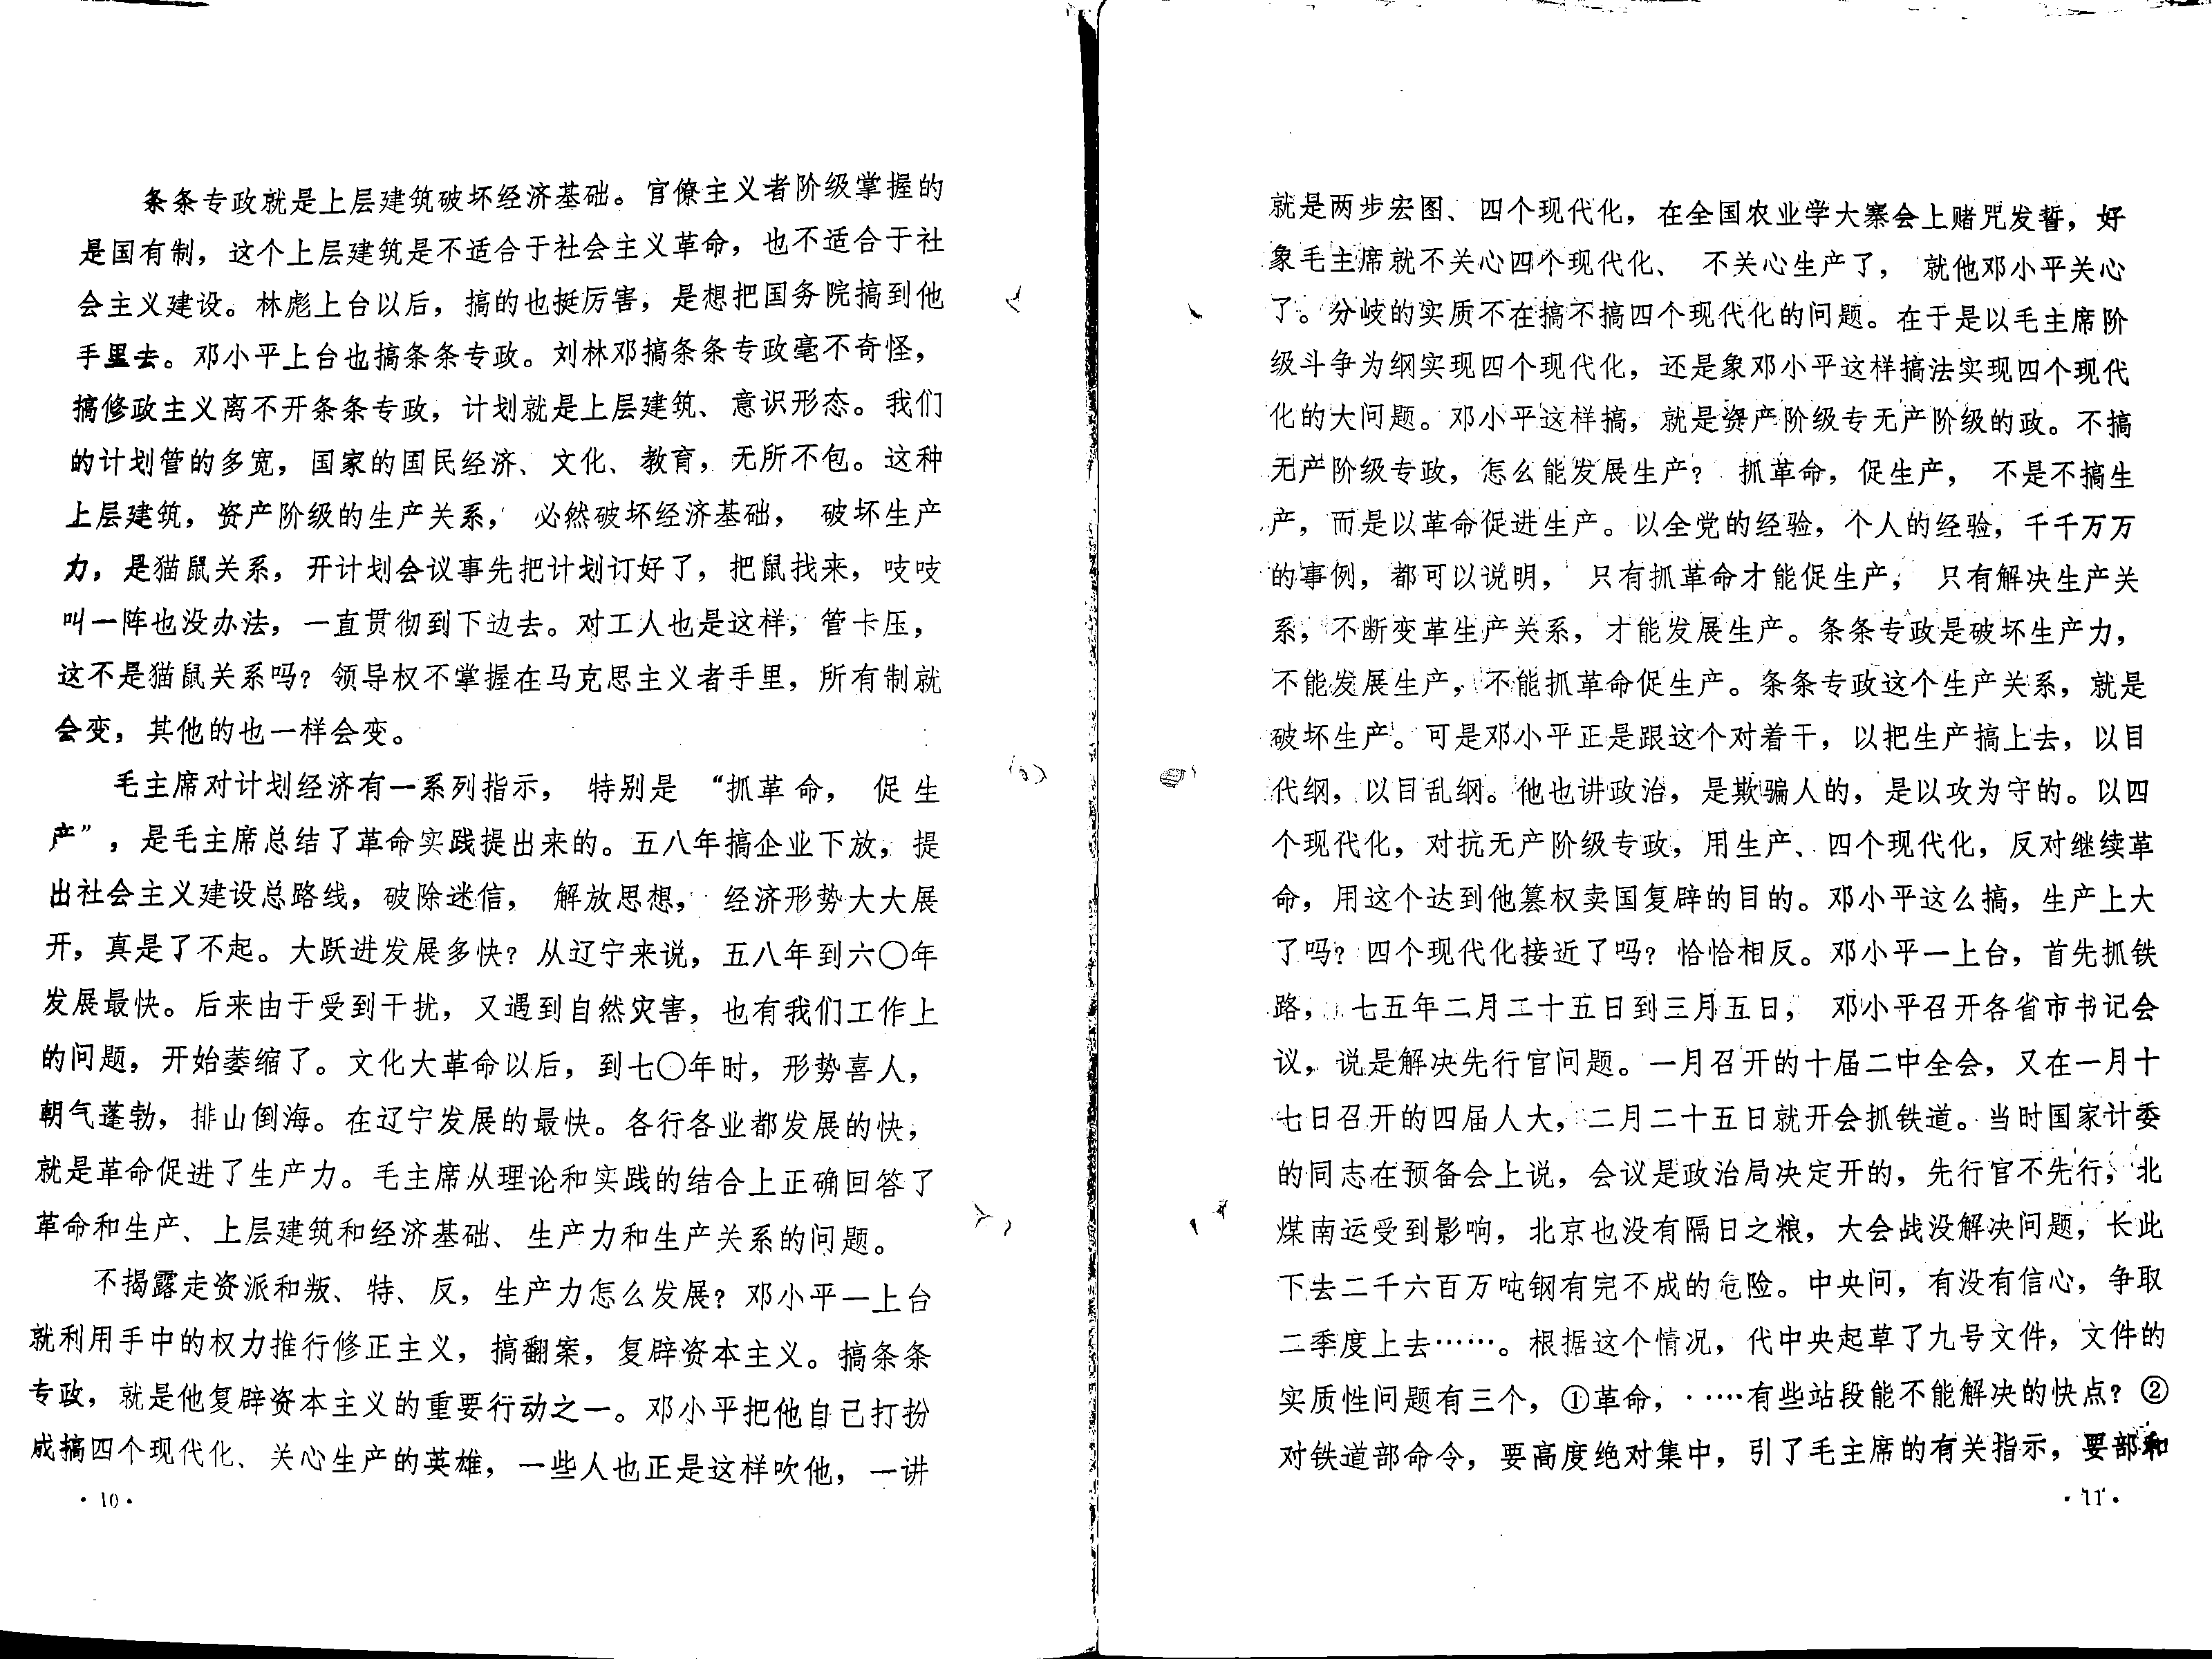 条条专政就是上层建筑破坏经济基础。官僚主义者阶级掌握的
是国有制，这个上层建筑是不适合于社会主义革命，也不适合于社
会主义建设。林彪上台以后，搞的也挺厉害，是想把国务院搞到他
手里去。邓小平上台也搞条条专政。刘林邓搞条条专政毫不奇怪，
搞修政主义离不开条条专政，计划就是上层建筑、意识形态。我们
的计划管的多宽，国家的国民经济、文化、教育，无所不包。这种
上层建筑，资产阶级的生产关系，必然破坏经济基础，破坏生产
力，是猫鼠关系，开计划会议事先把计划订好了，把鼠找来，吱吱
叫一阵也没办法，一直贯彻到下边去。对工人也是这样，管卡压，
这不是猫鼠关系吗？领导权不掌握在马克思主义者手里，所有制就
会变，其他的也一样会变。
毛主席对计划经济有一系列指示，特别是“抓革命，促生
产”，是毛主席总结了革命实践提出来的。五八年搞企业下放，提
出社会主义建设总路线，破除迷信，解放思想，经济形势大大展
开，真是了不起。大跃进发展多快？从辽宁来说，五八年到六〇年
发展最快。后来由于受到干扰，又遇到自然灾害，也有我们工作上
的问题，开始萎缩了。文化大革命以后，到七〇年时，形势喜人，
朝气蓬勃，排山倒海。在辽宁发展的最快。各行各业都发展的快，
就是革命促进了生产力。毛主席从理论和实践的结合上正确回答了
革命和生产、上层建筑和经济基础、生产力和生产关系的问题。
不揭露走资派和叛、特、反，生产力怎么发展？邓小平一上台
就利用手中的权力推行修正主义，搞翻案，复辟资本主义。搞条条
专政，就是他复辟资本主义的重要行动之一。邓小平把他自己打扮
成搞四个现代化、关心生产的英雄，一些人也正是这样吹他，一讲
·10·
就是两步宏图、四个现代化，在全国农业学大寨会上赌咒发誓，好
象毛主席就不关心四个现代化、不关心生产了，就他邓小平关心
了。分岐的实质不在搞不搞四个现代化的问题。在于是以毛主席阶
级斗争为纲实现四个现代化，还是象邓小平这样搞法实现四个现代
化的大问题。邓小平这样搞，就是资产阶级专无产阶级的政。不搞
无产阶级专政，怎么能发展生产？抓革命，促生产，不是不搞生
产，而是以革命促进生产。以全党的经验，个人的经验，千千万万
的事例，都可以说明，只有抓革命才能促生产，只有解决生产关
系，不断变革生产关系，才能发展生产。条条专政是破坏生产力，
不能发展生产，不能抓革命促生产。条条专政这个生产关系，就是
破坏生产。可是邓小平正是跟这个对着干，以把生产搞上去，以目
代纲，以目乱纲。他也讲政治，是欺骗人的，是以攻为守的。以四
个现代化，对抗无产阶级专政，用生产、四个现代化，反对继续革
命，用这个达到他篡权卖国复辟的目的。邓小平这么搞，生产上大
了吗？四个现代化接近了吗？恰恰相反。邓小平一上台，首先抓铁
路，七五年二月二十五日到三月五日，邓小平召开各省市书记会
议，说是解决先行官问题。一月召开的十届二中全会，又在一月十
七日召开的四届人大，二月二十五日就开会抓铁道。当时国家计委
的同志在预备会上说，会议是政治局决定开的，先行官不先行，北
煤南运受到影响，北京也没有隔日之粮，大会战没解决问题，长此
下去二千六百万吨钢有完不成的危险。中央问，有没有信心，争取
二季度上去……。根据这个情况，代中央起草了九号文件，文件的
实质性问题有三个，①革命，……有些站段能不能解决的快点？②
对铁道部命令，要高度绝对集中，引了毛主席的有关指示，要部和
·11·